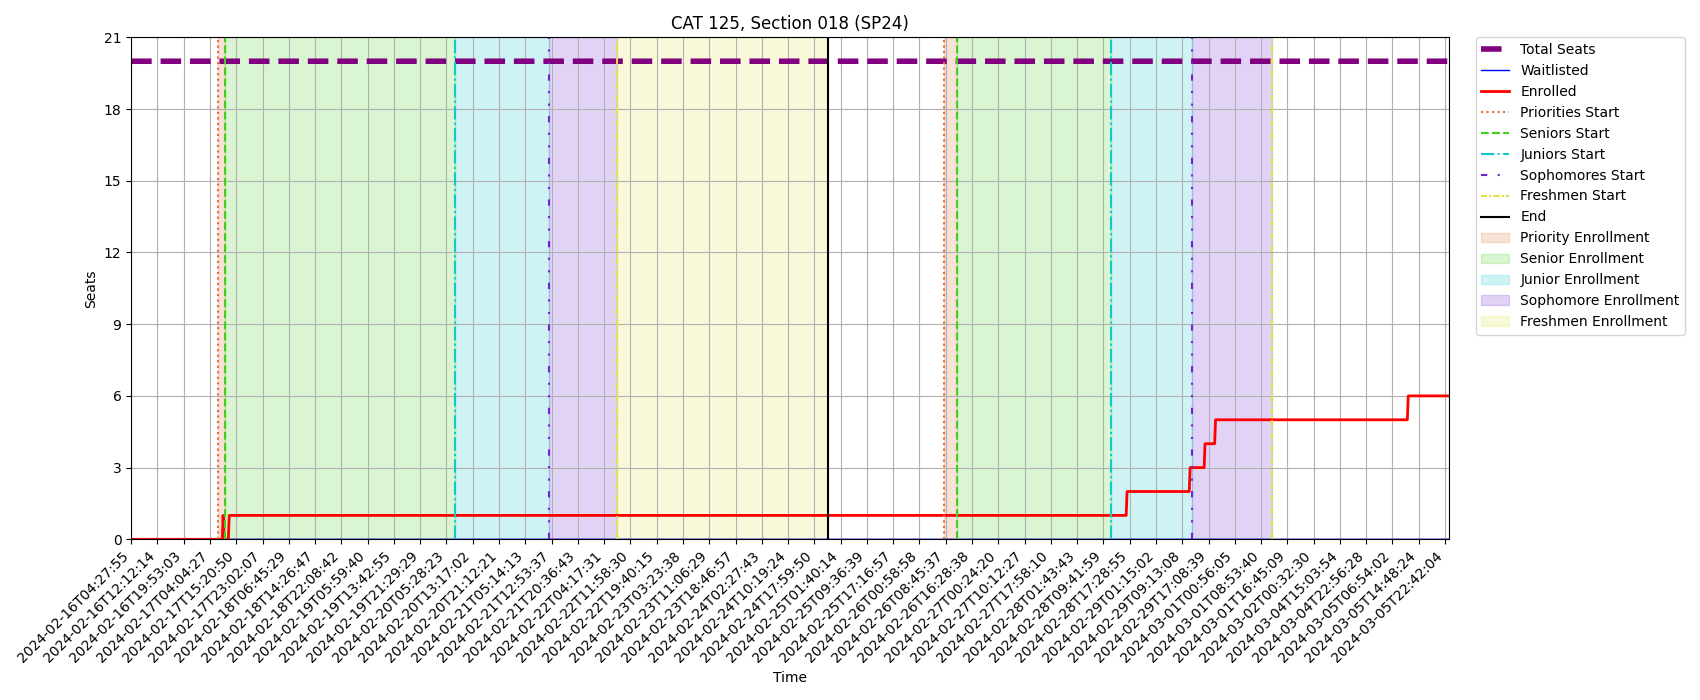 CAT 125, Section 018 (SP24)
21
18
15
12
9
6
3
0
Seats
2024-02-16T04:27:55
2024-02-16T12:12:14
2024-02-16T19:53:03
2024-02-17T04:04:27
2024-02-17T15:20:50
2024-02-17T23:02:07
2024-02-18T06:45:29
2024-02-18T14:26:47
2024-02-18T22:08:42
2024-02-19T05:59:40
2024-02-19T13:42:55
2024-02-19T21:29:29
2024-02-20T05:28:23
2024-02-20T13:17:02
2024-02-20T21:12:21
2024-02-21T05:14:13
2024-02-21T12:53:37
2024-02-21T20:36:43
2024-02-22T04:17:31
2024-02-22T11:58:30
2024-02-22T19:40:15
2024-02-23T03:23:38
2024-02-23T11:06:29
2024-02-23T18:46:57
2024-02-24T02:27:43
2024-02-24T10:19:24
2024-02-24T17:59:50
2024-02-25T01:40:14
2024-02-25T09:36:39
2024-02-25T17:16:57
2024-02-26T00:58:58
2024-02-26T08:45:37
2024-02-26T16:28:38
2024-02-27T00:24:20
2024-02-27T10:12:27
2024-02-27T17:58:10
2024-02-28T01:43:43
2024-02-28T09:41:59
2024-02-28T17:28:55
2024-02-29T01:15:02
2024-02-29T09:13:08
2024-02-29T17:08:39
2024-03-01T00:56:05
2024-03-01T08:53:40
2024-03-01T16:45:09
2024-03-02T00:32:30
2024-03-04T15:03:54
2024-03-04T22:56:28
2024-03-05T06:54:02
2024-03-05T14:48:24
2024-03-05T22:42:04
Time
Total Seats
Waitlisted
Enrolled
Priorities Start
Seniors Start
Juniors Start
Sophomores Start
Freshmen Start
End
Priority Enrollment
Senior Enrollment
Junior Enrollment
Sophomore Enrollment
Freshmen Enrollment